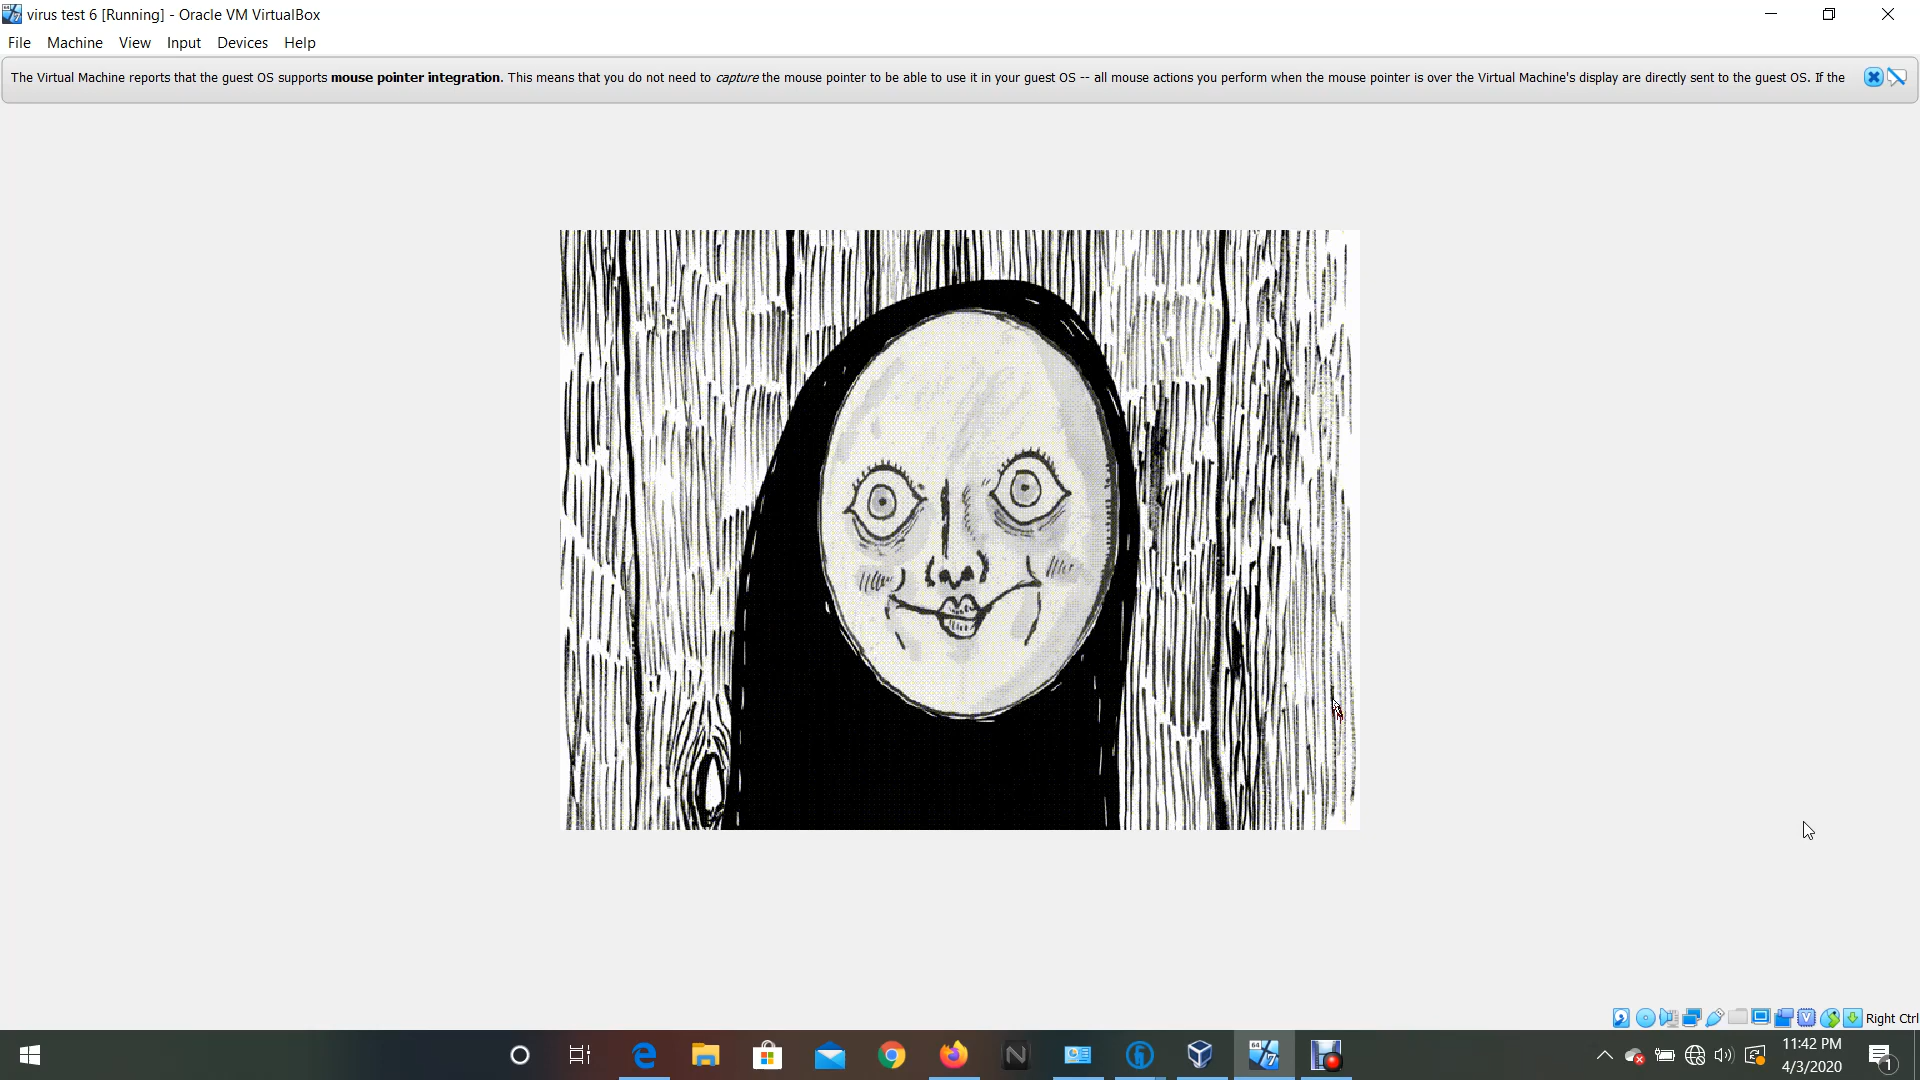 virus test 6 [Running] - Oracle VM VirtualBox
File Machine View Input Devices Help
The Virtual Machine reports that the guest OS supports mouse pointer integration. This means that you do not need to capture the mouse pointer to be able to use it in your guest OS -- all mouse actions you perform when the mouse pointer is over the Virtual Machine's display are directly sent to the guest OS. If the
Right Ctrl
11:42 PM
4/3/2020
1